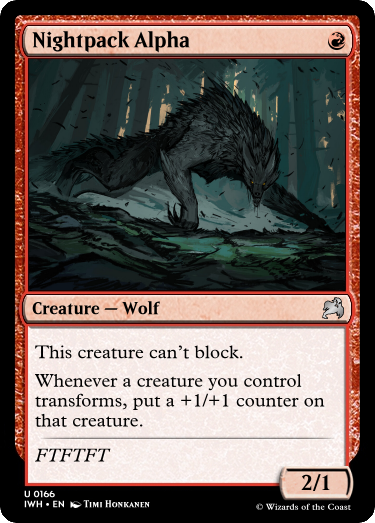 Nightpack Alpha
Creature — Wolf
This creature can't block.
Whenever a creature you control
transforms, put a +1/+1 counter on
that creature.
FTFTFT
2/1
U 0166
IWH • EN Timi Honkanen
© Wizards of the Coast